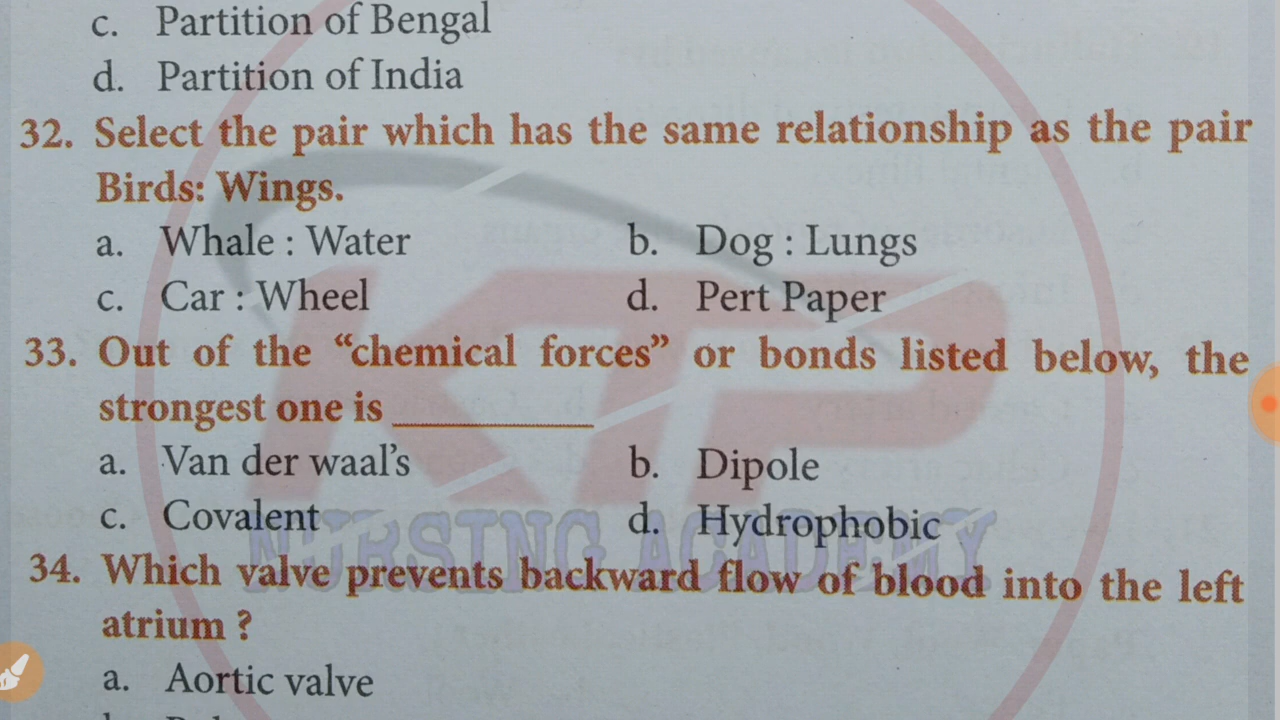 c. Partition of Bengal
d. Partition of India
32. Select the pair which has the same relationship as the pair
Birds: Wings.
a. Whale : Water b. Dog : Lungs
c. Car : Wheel d. Pert Paper
33. Out of the “chemical forces” or bonds listed below, the
strongest one is ____________
a. Van der waal’s b. Dipole
c. Covalent d. Hydrophobic
KTP
NURSING ACADEMY
34. Which valve prevents backward flow of blood into the left
atrium ?
a. Aortic valve